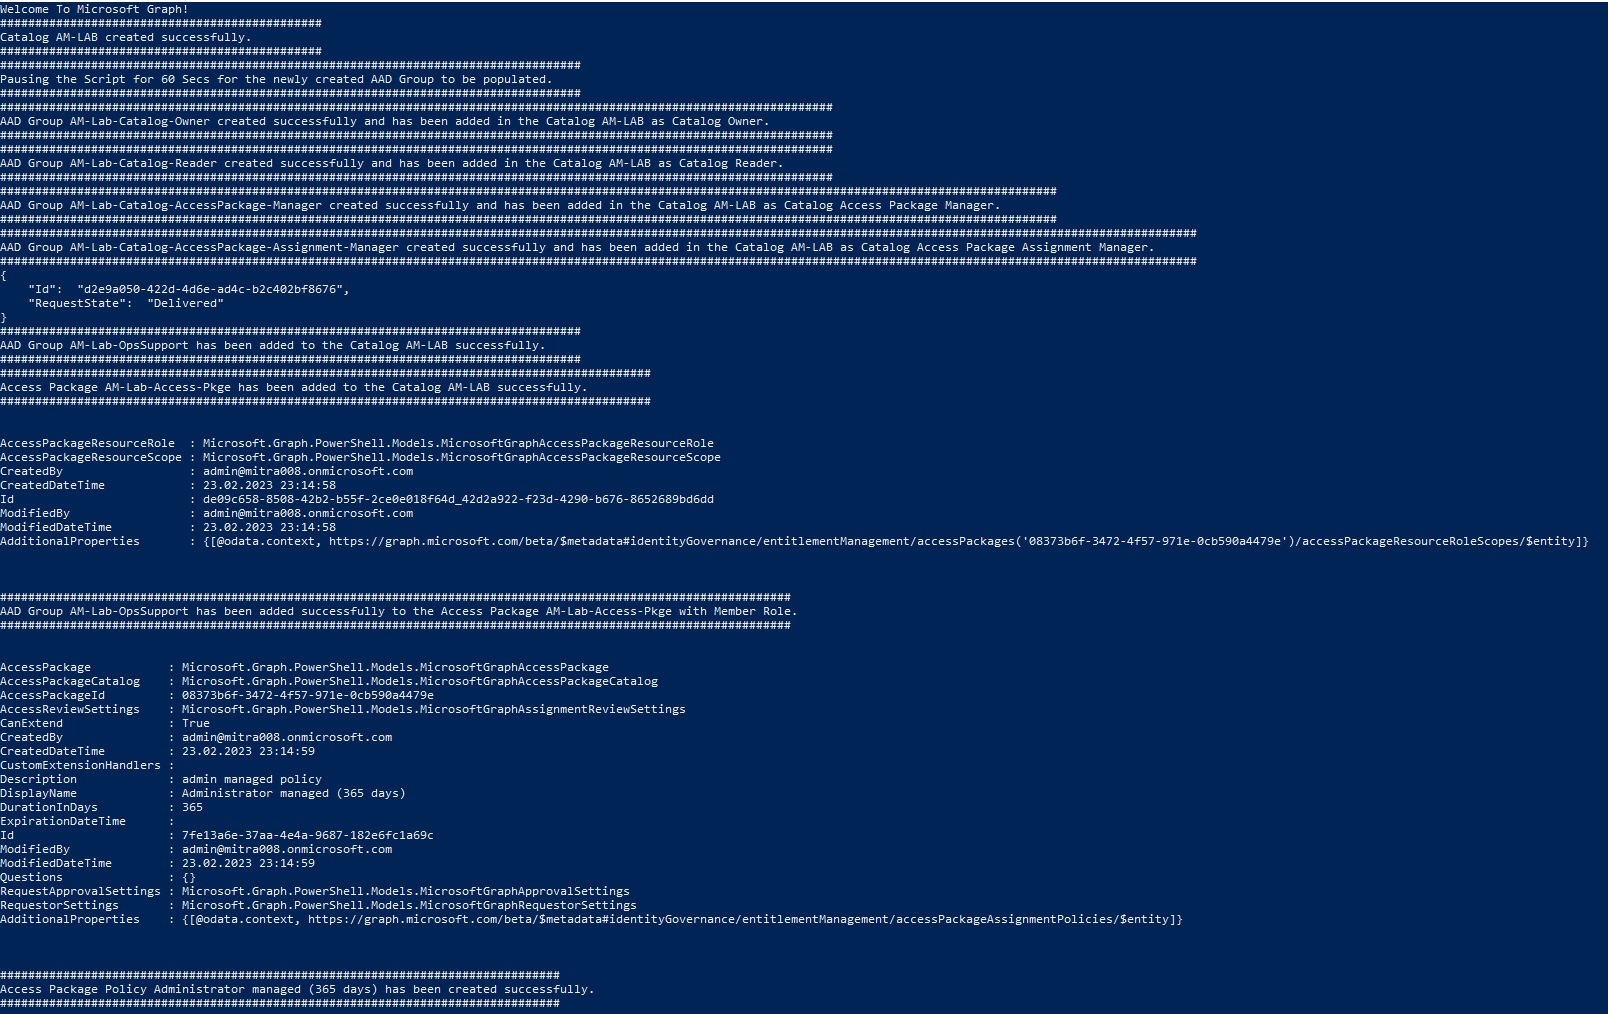 Welcome To Microsoft Graph!
##############################################
Catalog AM-LAB created successfully.
##############################################
###################################################################################
Pausing the Script for 60 Secs for the newly created AAD Group to be populated.
###################################################################################
#######################################################################################################################
AAD Group AM-Lab-Catalog-Owner created successfully and has been added in the Catalog AM-LAB as Catalog Owner.
#######################################################################################################################
#######################################################################################################################
AAD Group AM-Lab-Catalog-Reader created successfully and has been added in the Catalog AM-LAB as Catalog Reader.
#######################################################################################################################
#######################################################################################################################################################
AAD Group AM-Lab-Catalog-AccessPackage-Manager created successfully and has been added in the Catalog AM-LAB as Catalog Access Package Manager.
#######################################################################################################################################################
###########################################################################################################################################################################
AAD Group AM-Lab-Catalog-AccessPackage-Assignment-Manager created successfully and has been added in the Catalog AM-LAB as Catalog Access Package Assignment Manager.
###########################################################################################################################################################################
{
    "Id":  "d2e9a050-422d-4d6e-ad4c-b2c402bf8676",
    "RequestState":  "Delivered"
}
###################################################################################
AAD Group AM-Lab-OpsSupport has been added to the Catalog AM-LAB successfully.
###################################################################################
#############################################################################################
Access Package AM-Lab-Access-Pkge has been added to the Catalog AM-LAB successfully.
#############################################################################################
AccessPackageResourceRole  : Microsoft.Graph.PowerShell.Models.MicrosoftGraphAccessPackageResourceRole
AccessPackageResourceScope : Microsoft.Graph.PowerShell.Models.MicrosoftGraphAccessPackageResourceScope
CreatedBy                  : admin@mitra008.onmicrosoft.com
CreatedDateTime            : 23.02.2023 23:14:58
Id                         : de09c658-8508-42b2-b55f-2ce0e018f64d_42d2a922-f23d-4290-b676-8652689bd6dd
ModifiedBy                 : admin@mitra008.onmicrosoft.com
ModifiedDateTime           : 23.02.2023 23:14:58
AdditionalProperties       : {[@odata.context, https://graph.microsoft.com/beta/$metadata#identityGovernance/entitlementManagement/accessPackages('08373b6f-3472-4f57-971e-0cb590a4479e')/accessPackageResourceRoleScopes/$entity]}
#################################################################################################################
AAD Group AM-Lab-OpsSupport has been added successfully to the Access Package AM-Lab-Access-Pkge with Member Role.
#################################################################################################################
AccessPackage           : Microsoft.Graph.PowerShell.Models.MicrosoftGraphAccessPackage
AccessPackageCatalog    : Microsoft.Graph.PowerShell.Models.MicrosoftGraphAccessPackageCatalog
AccessPackageId         : 08373b6f-3472-4f57-971e-0cb590a4479e
AccessReviewSettings    : Microsoft.Graph.PowerShell.Models.MicrosoftGraphAssignmentReviewSettings
CanExtend               : True
CreatedBy               : admin@mitra008.onmicrosoft.com
CreatedDateTime         : 23.02.2023 23:14:59
CustomExtensionHandlers :
Description             : admin managed policy
DisplayName             : Administrator managed (365 days)
DurationInDays          : 365
ExpirationDateTime      :
Id                      : 7fe13a6e-37aa-4e4a-9687-182e6fc1a69c
ModifiedBy              : admin@mitra008.onmicrosoft.com
ModifiedDateTime        : 23.02.2023 23:14:59
Questions               : {}
RequestApprovalSettings : Microsoft.Graph.PowerShell.Models.MicrosoftGraphApprovalSettings
RequestorSettings       : Microsoft.Graph.PowerShell.Models.MicrosoftGraphRequestorSettings
AdditionalProperties    : {[@odata.context, https://graph.microsoft.com/beta/$metadata#identityGovernance/entitlementManagement/accessPackageAssignmentPolicies/$entity]}
################################################################################
Access Package Policy Administrator managed (365 days) has been created successfully.
################################################################################